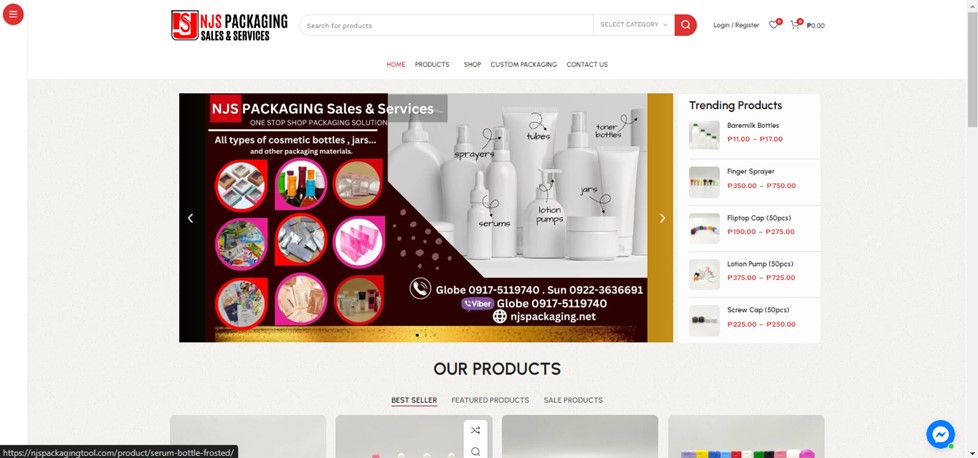 NJS PACKAGING
SALES & SERVICES
Search for products
SELECT CATEGORY
Login / Register
0
0
₱0.00
HOME
PRODUCTS
SHOP
CUSTOM PACKAGING
CONTACT US
NJS PACKAGING Sales & Services
ONE STOP SHOP PACKAGING SOLUTION
All types of cosmetic bottles , jars...
and other packaging materials.
sprayers
tubes
toner bottles
jars
lotion pumps
serums
Globe 0917-5119740 . Sun 0922-3636691
Viber Globe 0917-5119740
njspackaging.net
Trending Products
Baremilk Bottles
₱11.00 – ₱17.00
Finger Sprayer
₱350.00 – ₱750.00
Fliptop Cap (50pcs)
₱190.00 – ₱275.00
Lotion Pump (50pcs)
₱375.00 – ₱725.00
Screw Cap (50pcs)
₱225.00 – ₱250.00
OUR PRODUCTS
BEST SELLER
FEATURED PRODUCTS
SALE PRODUCTS
https://njspackagingtool.com/product/serum-bottle-frosted/